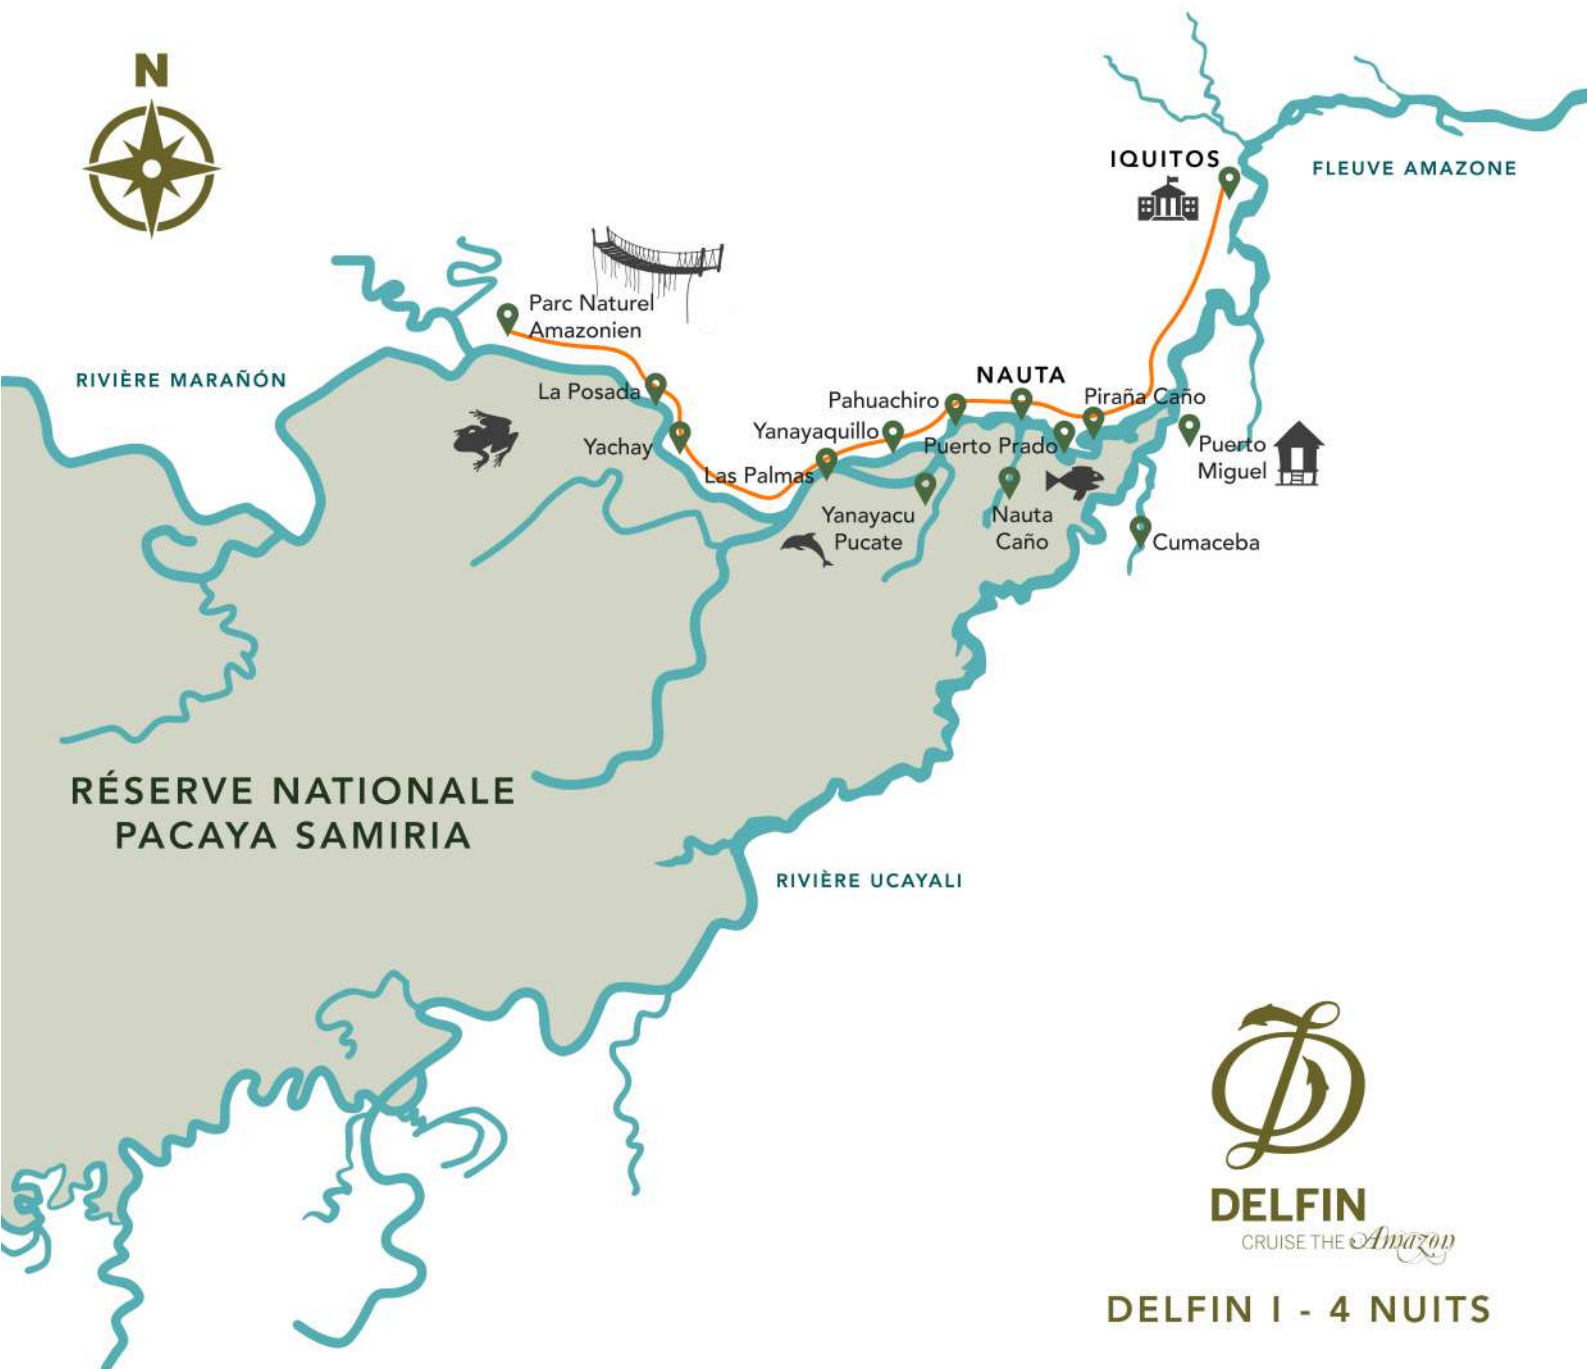 N
IQUITOS
FLEUVE AMAZONE
Parc Naturel
Amazonien
RIVIÈRE MARAÑÓN
La Posada
NAUTA
Pahuachiro
Piraña Caño
Yanayaquillo
Yachay
Puerto Prado
Puerto
Miguel
Las Palmas
Yanayacu
Pucate
Nauta
Caño
Cumaceba
RÉSERVE NATIONALE
PACAYA SAMIRIA
RIVIÈRE UCAYALI
DELFIN
CRUISE THE Amazon
DELFIN I - 4 NUITS